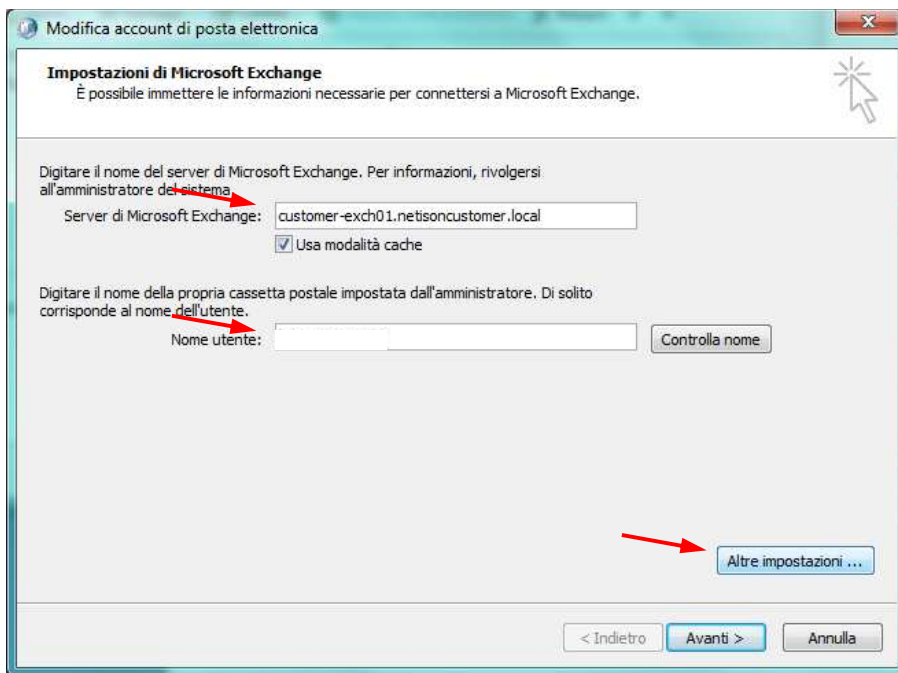 Modifica account di posta elettronica
Impostazioni di Microsoft Exchange
È possibile immettere le informazioni necessarie per connettersi a Microsoft Exchange.
Digitare il nome del server di Microsoft Exchange. Per informazioni, rivolgersi
all'amministratore del sistema.
Server di Microsoft Exchange: customer-exch01.netisoncustomer.local
Usa modalità cache
Digitare il nome della propria cassetta postale impostata dall'amministratore. Di solito
corrisponde al nome dell'utente.
Nome utente: Controlla nome
Altre impostazioni ...
< Indietro Avanti > Annulla